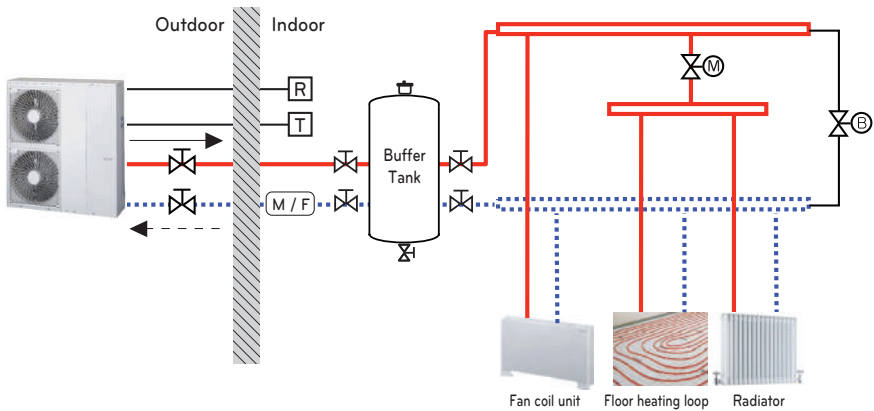 Outdoor
Indoor
R
T
M
B
Buffer
Tank
M / F
Fan coil unit
Floor heating loop
Radiator